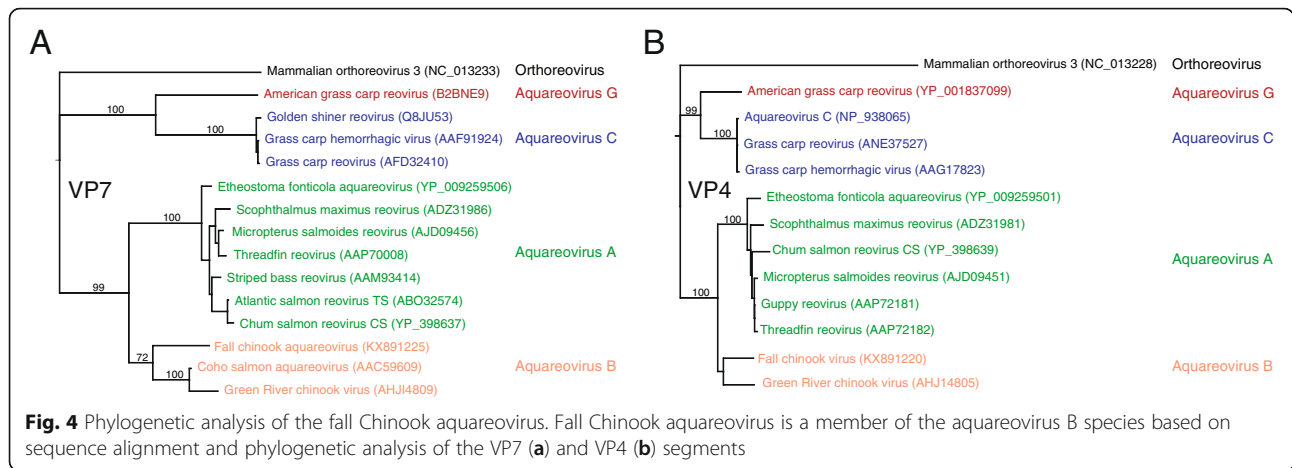 A
Mammalian orthoreovirus 3 (NC_013233) Orthoreovirus
100
American grass carp reovirus (B2BNE9) Aquareovirus G
Golden shiner reovirus (Q8JU53)
100
Grass carp hemorrhagic virus (AAF91924) Aquareovirus C
Grass carp reovirus (AFD32410)
VP7
Etheostoma fonticola aquareovirus (YP_009259506)
100
Scophthalmus maximus reovirus (ADZ31986)
Micropterus salmoides reovirus (AJD09456)
Threadfin reovirus (AAP70008) Aquareovirus A
Striped bass reovirus (AAM93414)
99
Atlantic salmon reovirus TS (ABO32574)
Chum salmon reovirus CS (YP_398637)
Fall chinook aquareovirus (KX891225)
72
Coho salmon aquareovirus (AAC59609) Aquareovirus B
100
Green River chinook virus (AHJI4809)
B
Mammalian orthoreovirus 3 (NC_013228) Orthoreovirus
American grass carp reovirus (YP_001837099) Aquareovirus G
99
Aquareovirus C (NP_938065)
100
Grass carp reovirus (ANE37527) Aquareovirus C
Grass carp hemorrhagic virus (AAG17823)
VP4
Etheostoma fonticola aquareovirus (YP_009259501)
100
Scophthalmus maximus reovirus (ADZ31981)
Chum salmon reovirus CS (YP_398639) Aquareovirus A
Micropterus salmoides reovirus (AJD09451)
100
Guppy reovirus (AAP72181)
Threadfin reovirus (AAP72182)
Fall chinook virus (KX891220) Aquareovirus B
Green River chinook virus (AHJ14805)
Fig. 4 Phylogenetic analysis of the fall Chinook aquareovirus. Fall Chinook aquareovirus is a member of the aquareovirus B species based on
sequence alignment and phylogenetic analysis of the VP7 (a) and VP4 (b) segments